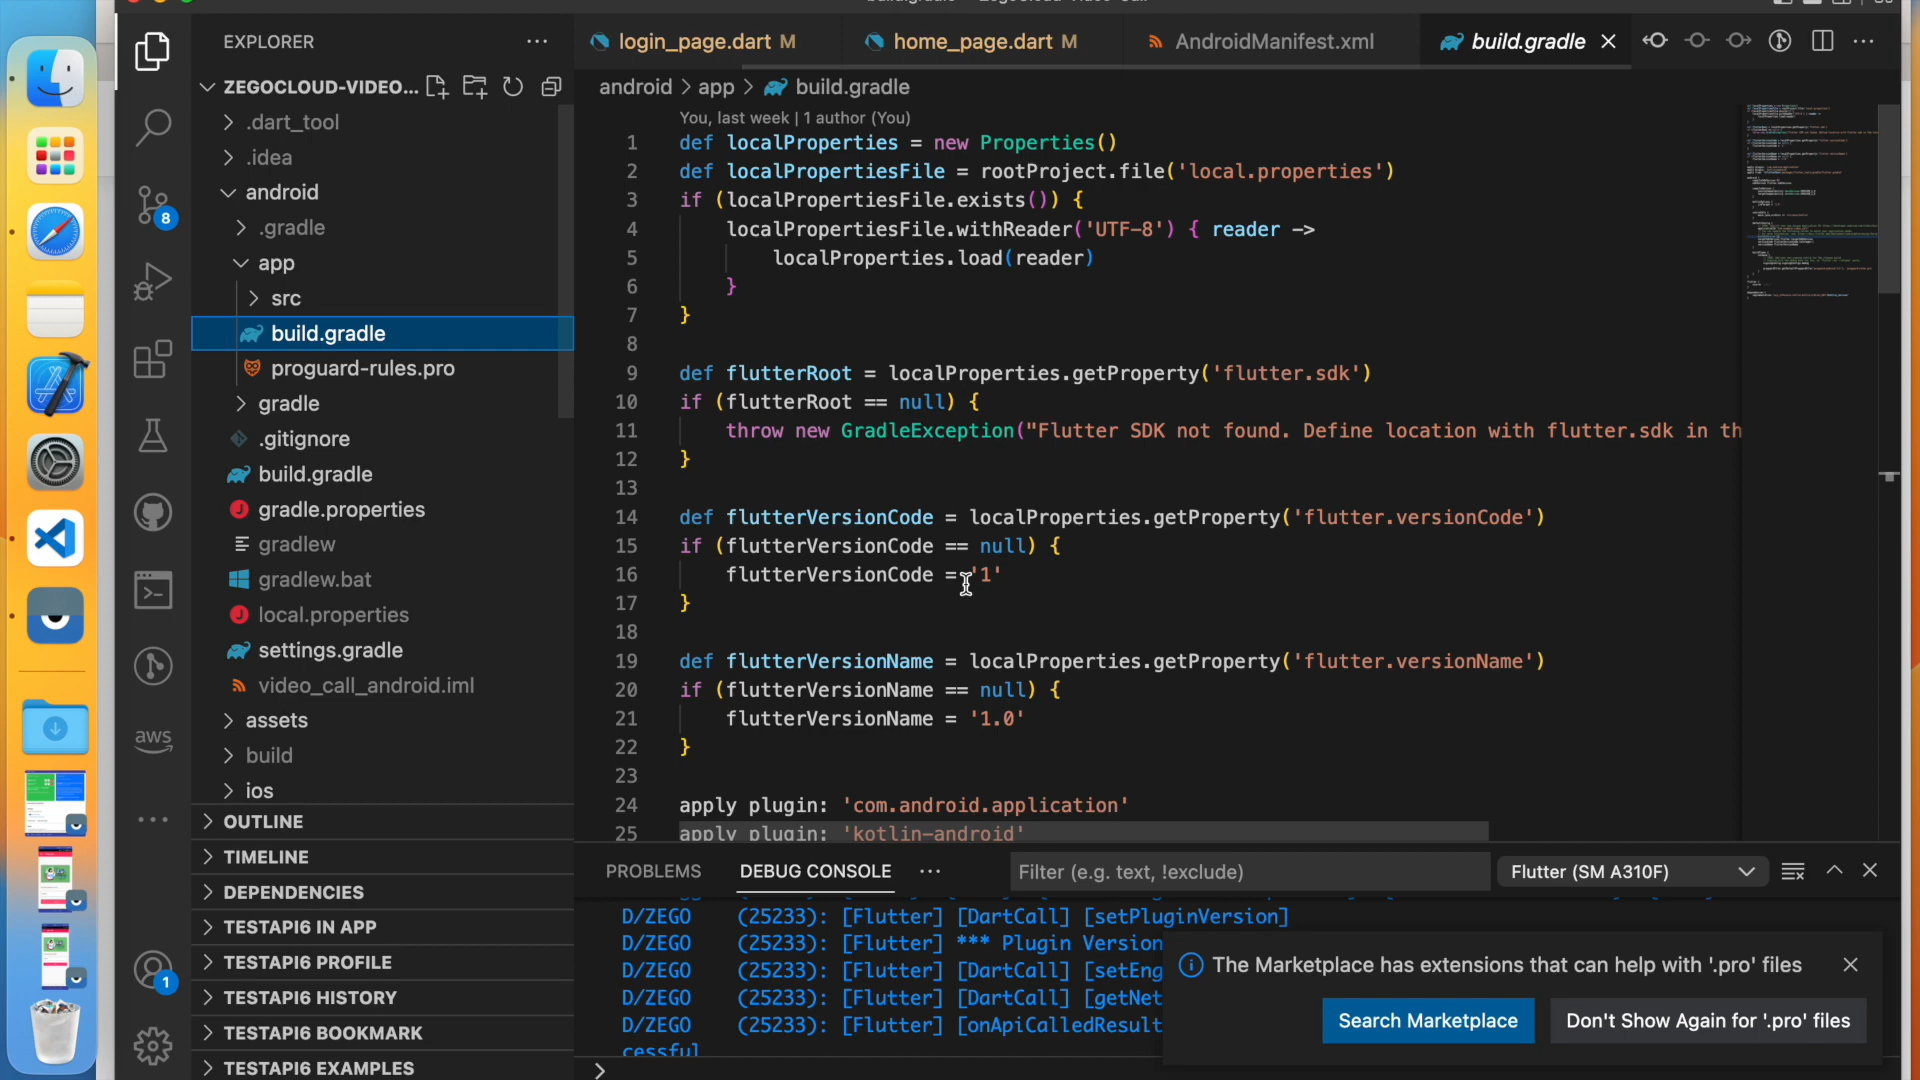 EXPLORER
ZEGOCLOUD-VIDEO...
.dart_tool
.idea
android
.gradle
app
src
build.gradle
proguard-rules.pro
gradle
.gitignore
build.gradle
gradle.properties
gradlew
gradlew.bat
local.properties
settings.gradle
video_call_android.iml
assets
build
ios
OUTLINE
TIMELINE
DEPENDENCIES
TESTAPI6 IN APP
TESTAPI6 PROFILE
TESTAPI6 HISTORY
TESTAPI6 BOOKMARK
TESTAPI6 EXAMPLES
8
aws
1
login_page.dart M
home_page.dart M
AndroidManifest.xml
build.gradle
android > app > build.gradle
You, last week | 1 author (You)
1 def localProperties = new Properties()
2 def localPropertiesFile = rootProject.file('local.properties')
3 if (localPropertiesFile.exists()) {
4 localPropertiesFile.withReader('UTF-8') { reader ->
5 localProperties.load(reader)
6 }
7 }
8
9 def flutterRoot = localProperties.getProperty('flutter.sdk')
10 if (flutterRoot == null) {
11 throw new GradleException("Flutter SDK not found. Define location with flutter.sdk in th
12 }
13
14 def flutterVersionCode = localProperties.getProperty('flutter.versionCode')
15 if (flutterVersionCode == null) {
16 flutterVersionCode = '1'
17 }
18
19 def flutterVersionName = localProperties.getProperty('flutter.versionName')
20 if (flutterVersionName == null) {
21 flutterVersionName = '1.0'
22 }
23
24 apply plugin: 'com.android.application'
25 apply plugin: 'kotlin-android'
PROBLEMS
DEBUG CONSOLE
Filter (e.g. text, !exclude)
Flutter (SM A310F)
D/ZEGO (25233): [Flutter] [DartCall] [setPluginVersion]
D/ZEGO (25233): [Flutter] *** Plugin Version
D/ZEGO (25233): [Flutter] [DartCall] [setEng
D/ZEGO (25233): [Flutter] [DartCall] [getNet
D/ZEGO (25233): [Flutter] [onApiCalledResult
cessful
The Marketplace has extensions that can help with '.pro' files
Search Marketplace
Don't Show Again for '.pro' files